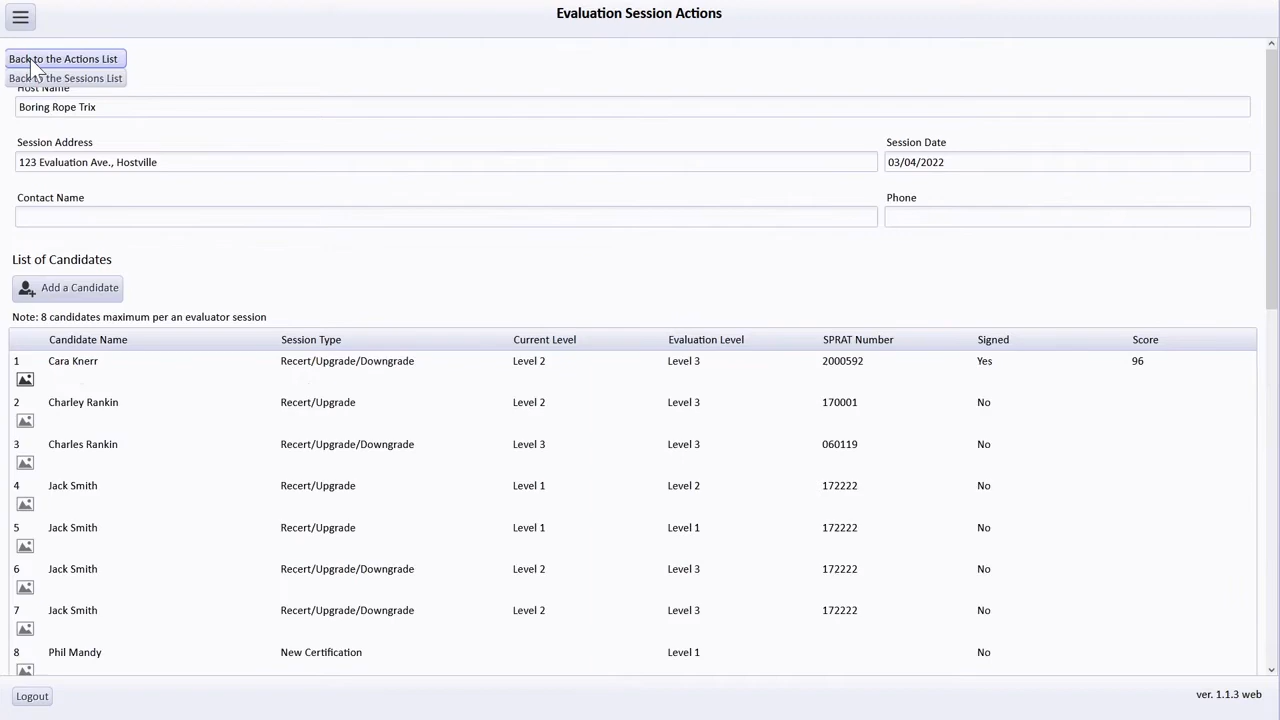 Evaluation Session Actions
Back to the Actions List
Back to the Sessions List
Host Name
Boring Rope Trix
Session Address Session Date
123 Evaluation Ave., Hostville 03/04/2022
Contact Name Phone
List of Candidates
Add a Candidate
Note: 8 candidates maximum per an evaluator session
Candidate Name Session Type Current Level Evaluation Level SPRAT Number Signed Score
1 Cara Knerr Recert/Upgrade/Downgrade Level 2 Level 3 2000592 Yes 96
2 Charley Rankin Recert/Upgrade Level 2 Level 3 170001 No
3 Charles Rankin Recert/Upgrade/Downgrade Level 3 Level 3 060119 No
4 Jack Smith Recert/Upgrade Level 1 Level 2 172222 No
5 Jack Smith Recert/Upgrade Level 1 Level 1 172222 No
6 Jack Smith Recert/Upgrade/Downgrade Level 2 Level 3 172222 No
7 Jack Smith Recert/Upgrade/Downgrade Level 2 Level 3 172222 No
8 Phil Mandy New Certification Level 1 No
Logout ver. 1.1.3 web